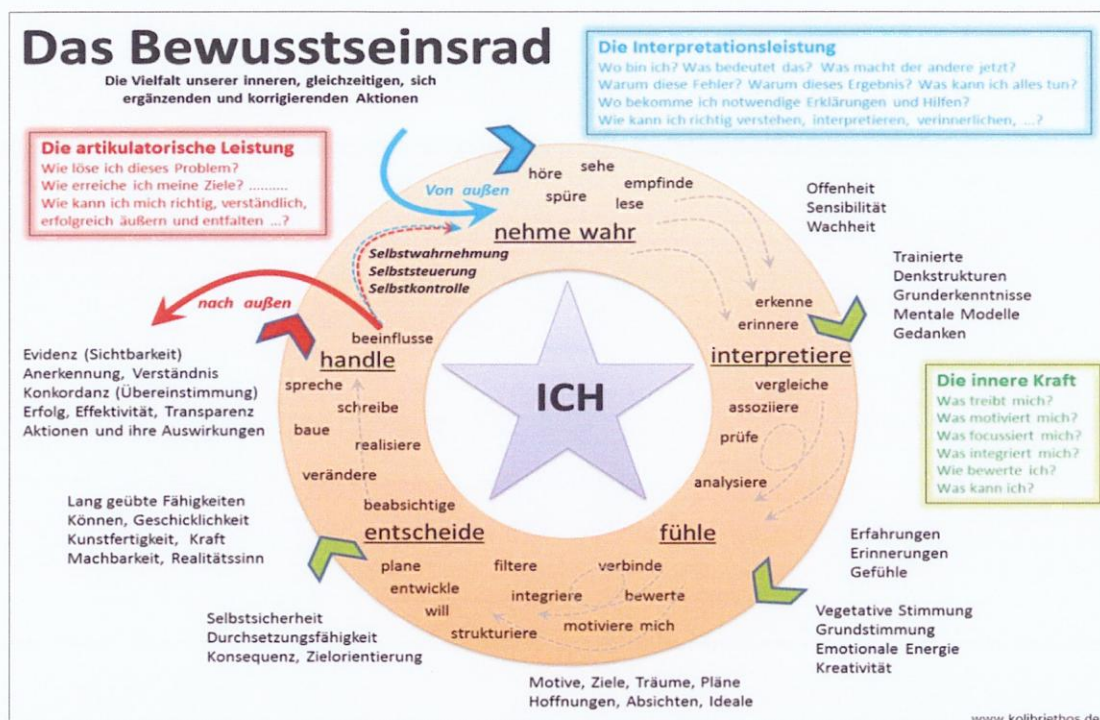 Das Bewusstseinsrad
Die Vielfalt unserer inneren, gleichzeitigen, sich
ergänzenden und korrigierenden Aktionen
Die Interpretationsleistung
Wo bin ich? Was bedeutet das? Was macht der andere jetzt?
Warum diese Fehler? Warum dieses Ergebnis? Was kann ich alles tun?
Wo bekomme ich notwendige Erklärungen und Hilfen?
Wie kann ich richtig verstehen, interpretieren, verinnerlichen, ...?
Die artikulatorische Leistung
Wie löse ich dieses Problem?
Wie erreiche ich meine Ziele? ..........
Wie kann ich mich richtig, verständlich,
erfolgreich äußern und entfalten ...?
Von außen
höre
sehe
spüre
empfinde
lese
nehme wahr
Offenheit
Sensibilität
Wachheit
Selbstwahrnehmung
Selbststeuerung
Selbstkontrolle
Trainierte
Denkstrukturen
Grunderkenntnisse
Mentale Modelle
Gedanken
nach außen
erkenne
erinnere
interpretiere
vergleiche
assoziiere
prüfe
analysiere
beeinflusse
handle
spreche
schreibe
baue
realisiere
verändere
beabsichtige
ICH
Evidenz (Sichtbarkeit)
Anerkennung, Verständnis
Konkordanz (Übereinstimmung)
Erfolg, Effektivität, Transparenz
Aktionen und ihre Auswirkungen
Die innere Kraft
Was treibt mich?
Was motiviert mich?
Was focussiert mich?
Was integriert mich?
Wie bewerte ich?
Was kann ich?
Lang geübte Fähigkeiten
Können, Geschicklichkeit
Kunstfertigkeit, Kraft
Machbarkeit, Realitätssinn
entscheide
plane
entwickle
will
strukturiere
fühle
filtere
verbinde
integriere
bewerte
motiviere mich
Erfahrungen
Erinnerungen
Gefühle
Vegetative Stimmung
Grundstimmung
Emotionale Energie
Kreativität
Selbstsicherheit
Durchsetzungsfähigkeit
Konsequenz, Zielorientierung
Motive, Ziele, Träume, Pläne
Hoffnungen, Absichten, Ideale
www.kolibriethos.de